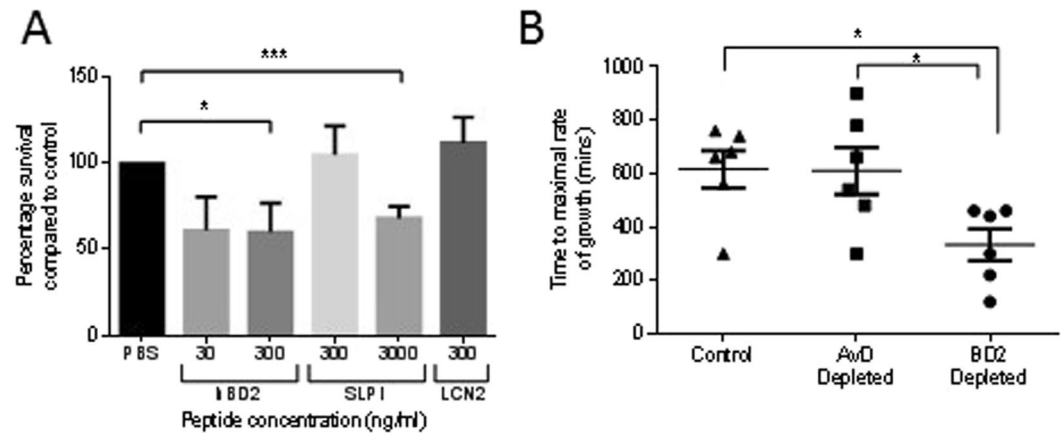 A
B
***
*
*
*
Percentage survival
compared to control
150
100
50
0
PBS
30
300
300
3000
300
hBD2
SLPI
LCN2
Peptide concentration (ng/ml)
Time to maximal rate
of growth (mins)
1000
800
600
400
200
0
Control
AvD
Depleted
BD2
Depleted